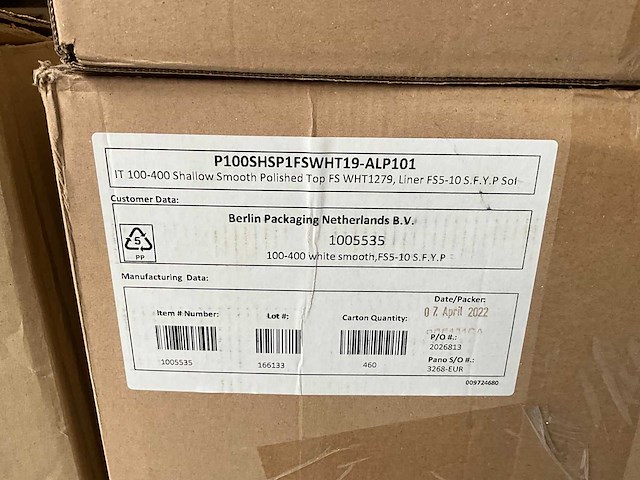 P100SHSP1FSWHT19-ALP101
IT 100-400 Shallow Smooth Polished Top FS WHT1279, Liner FS5-10 S.F.Y.P Sof
Customer Data:
Berlin Packaging Netherlands B.V.
1005535
100-400 white smooth,FS5-10 S.F.Y.P
5
PP
Manufacturing Data:
Item # Number:
1005535
Lot #:
166133
Carton Quantity:
460
Date/Packer:
07 April 2022
P/O #.:
2026813
Pano S/O #.:
3268-EUR
009724680